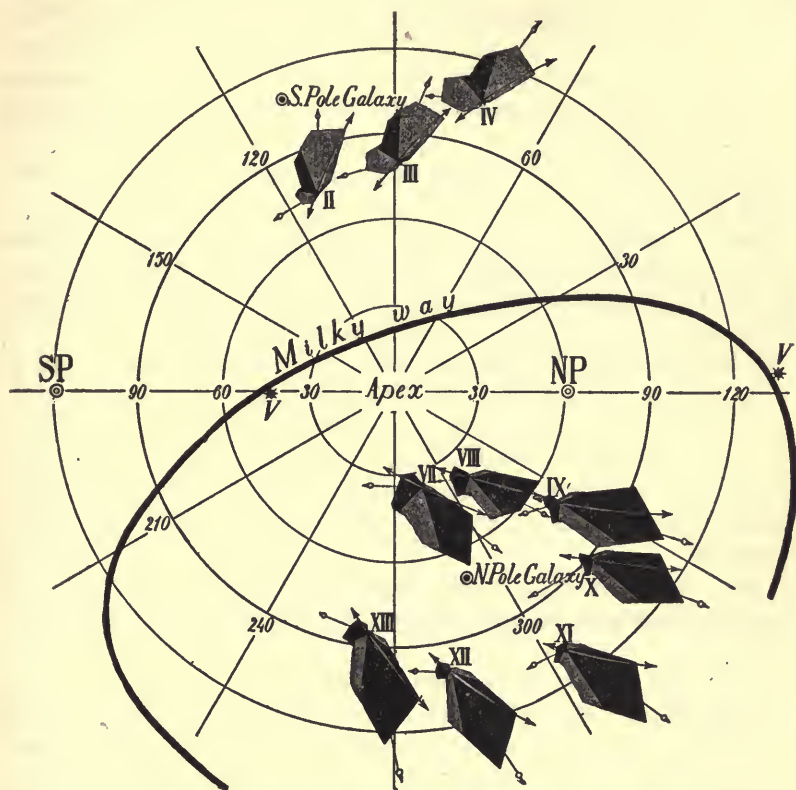 IV
S. Pole Galaxy
120
III
60
II
150
30
Milky way
V
SP
90
60
30
Apex
30
NP
90
120
V
VIII
VII
IX
210
N. Pole Galaxy
X
XIII
240
300
XI
XII